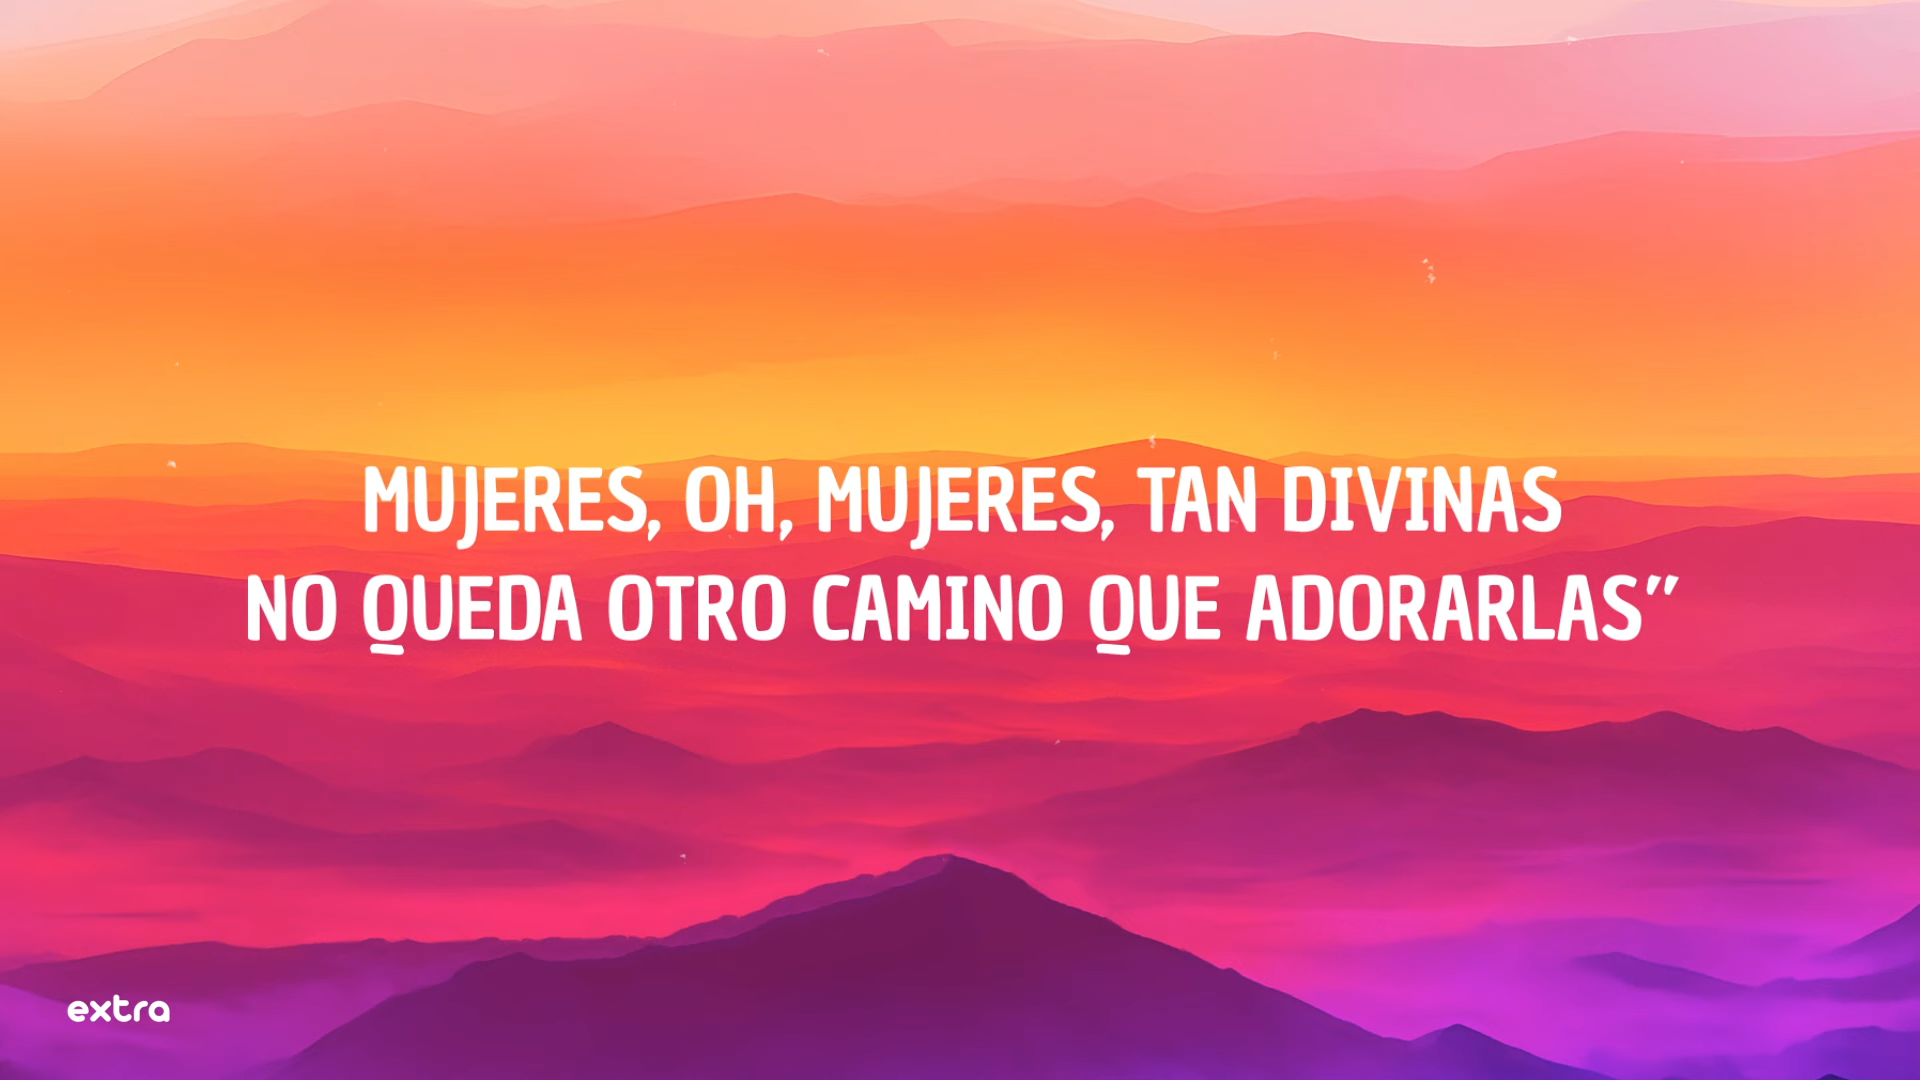 MUJERES, OH, MUJERES, TAN DIVINAS
NO QUEDA OTRO CAMINO QUE ADORARLAS”
extra